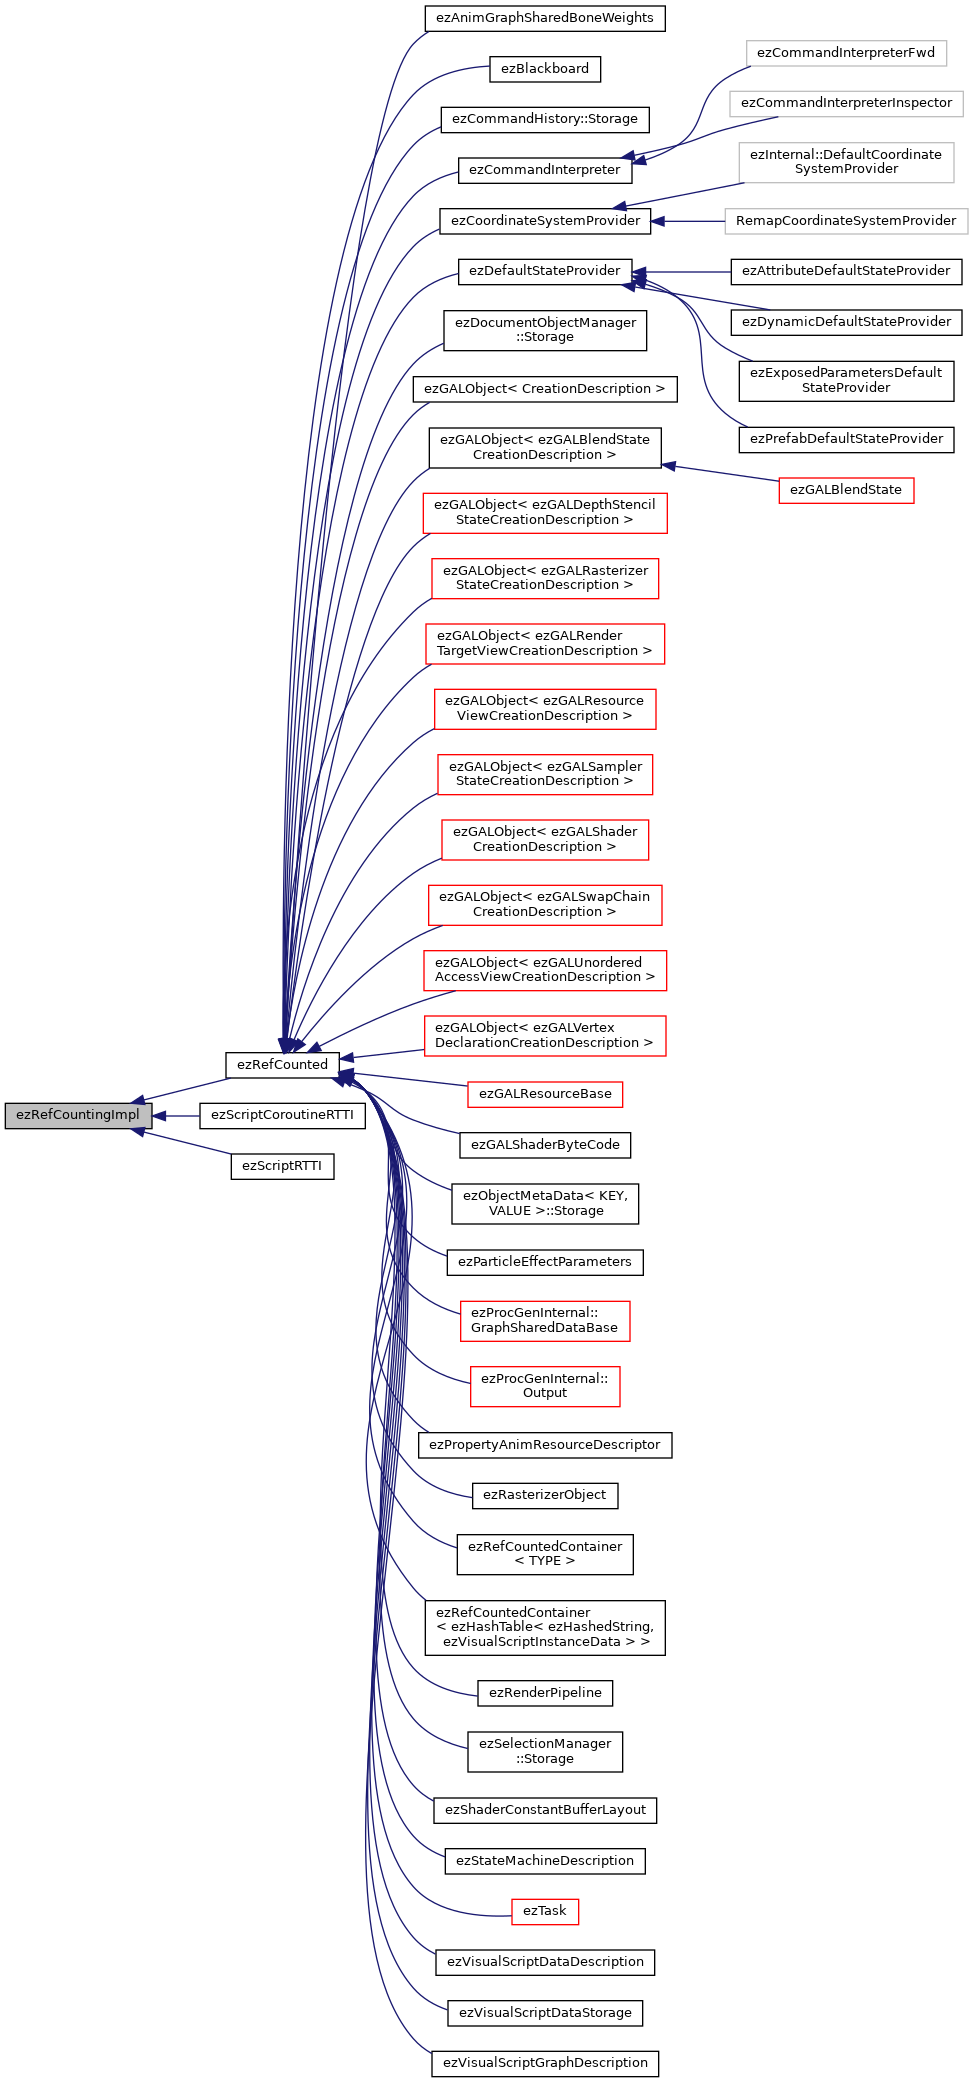 ezAnimGraphSharedBoneWeights
ezBlackboard
ezCommandHistory::Storage
ezCommandInterpreter
ezCommandInterpreterFwd
ezCommandInterpreterInspector
ezCoordinateSystemProvider
ezInternal::DefaultCoordinate
SystemProvider
RemapCoordinateSystemProvider
ezDefaultStateProvider
ezAttributeDefaultStateProvider
ezDynamicDefaultStateProvider
ezExposedParametersDefault
StateProvider
ezPrefabDefaultStateProvider
ezDocumentObjectManager
::Storage
ezGALObject< CreationDescription >
ezGALObject< ezGALBlendState
CreationDescription >
ezGALBlendState
ezGALObject< ezGALDepthStencil
StateCreationDescription >
ezGALObject< ezGALRasterizer
StateCreationDescription >
ezGALObject< ezGALRender
TargetViewCreationDescription >
ezGALObject< ezGALResource
ViewCreationDescription >
ezGALObject< ezGALSampler
StateCreationDescription >
ezGALObject< ezGALShader
CreationDescription >
ezGALObject< ezGALSwapChain
CreationDescription >
ezGALObject< ezGALUnordered
AccessViewCreationDescription >
ezGALObject< ezGALVertex
DeclarationCreationDescription >
ezRefCounted
ezRefCountingImpl
ezScriptCoroutineRTTI
ezScriptRTTI
ezGALResourceBase
ezGALShaderByteCode
ezObjectMetaData< KEY,
VALUE >::Storage
ezParticleEffectParameters
ezProcGenInternal::
GraphSharedDataBase
ezProcGenInternal::
Output
ezPropertyAnimResourceDescriptor
ezRasterizerObject
ezRefCountedContainer
< TYPE >
ezRefCountedContainer
< ezHashTable< ezHashedString,
ezVisualScriptInstanceData > >
ezRenderPipeline
ezSelectionManager
::Storage
ezShaderConstantBufferLayout
ezStateMachineDescription
ezTask
ezVisualScriptDataDescription
ezVisualScriptDataStorage
ezVisualScriptGraphDescription